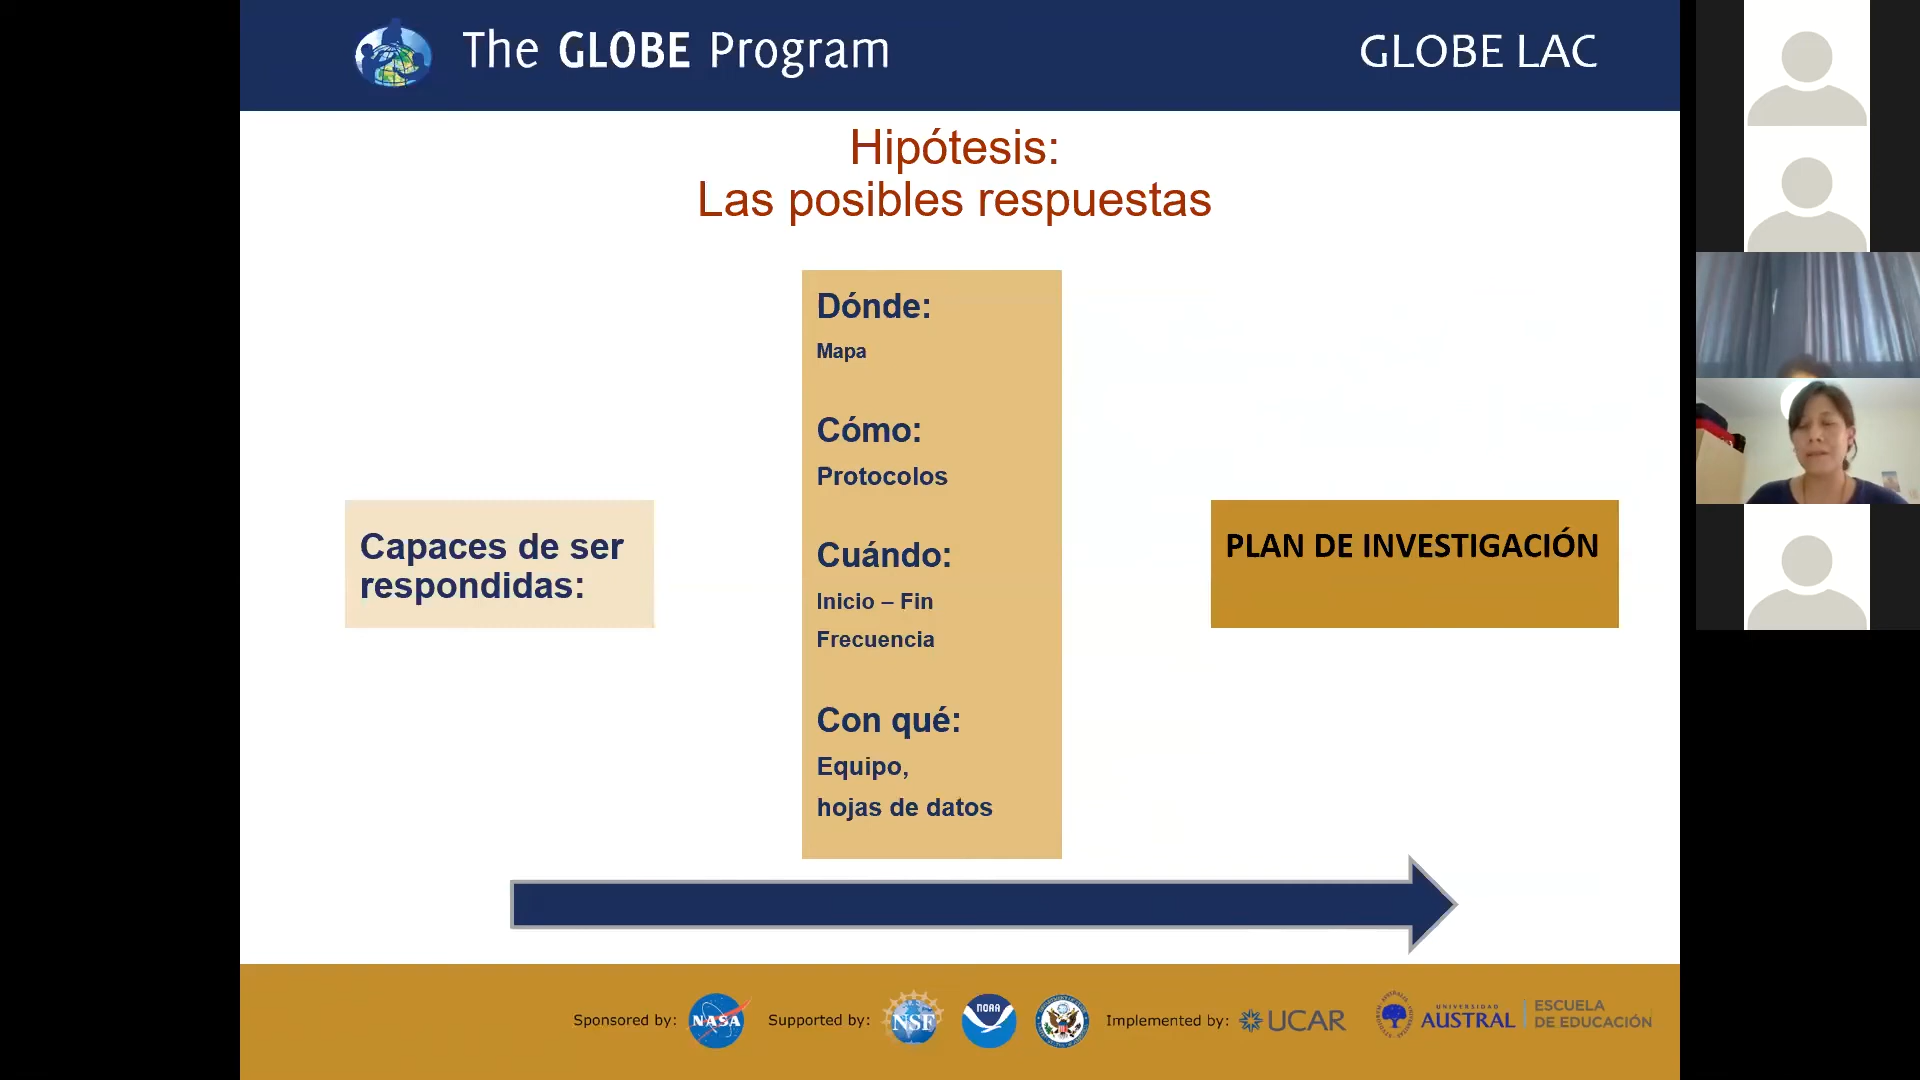 The GLOBE Program
GLOBE LAC
Hipótesis:
Las posibles respuestas
Capaces de ser
respondidas:
Dónde:
Mapa
Cómo:
Protocolos
Cuándo:
Inicio – Fin
Frecuencia
Con qué:
Equipo,
hojas de datos
PLAN DE INVESTIGACIÓN
Sponsored by:
NASA
Supported by:
NSF
NOAA
Implemented by:
UCAR
UNIVERSIDAD
AUSTRAL
ESCUELA
DE EDUCACIÓN